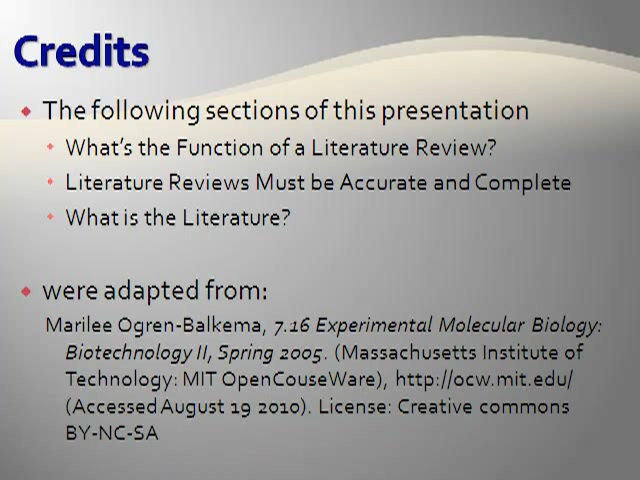 Credits
The following sections of this presentation
What's the Function of a Literature Review?
Literature Reviews Must be Accurate and Complete
What is the Literature?
were adapted from:
Marilee Ogren-Balkema, 7.16 Experimental Molecular Biology:
Biotechnology II, Spring 2005. (Massachusetts Institute of
Technology: MIT OpenCouseWare), http://ocw.mit.edu/
(Accessed August 19 2010). License: Creative commons
BY-NC-SA